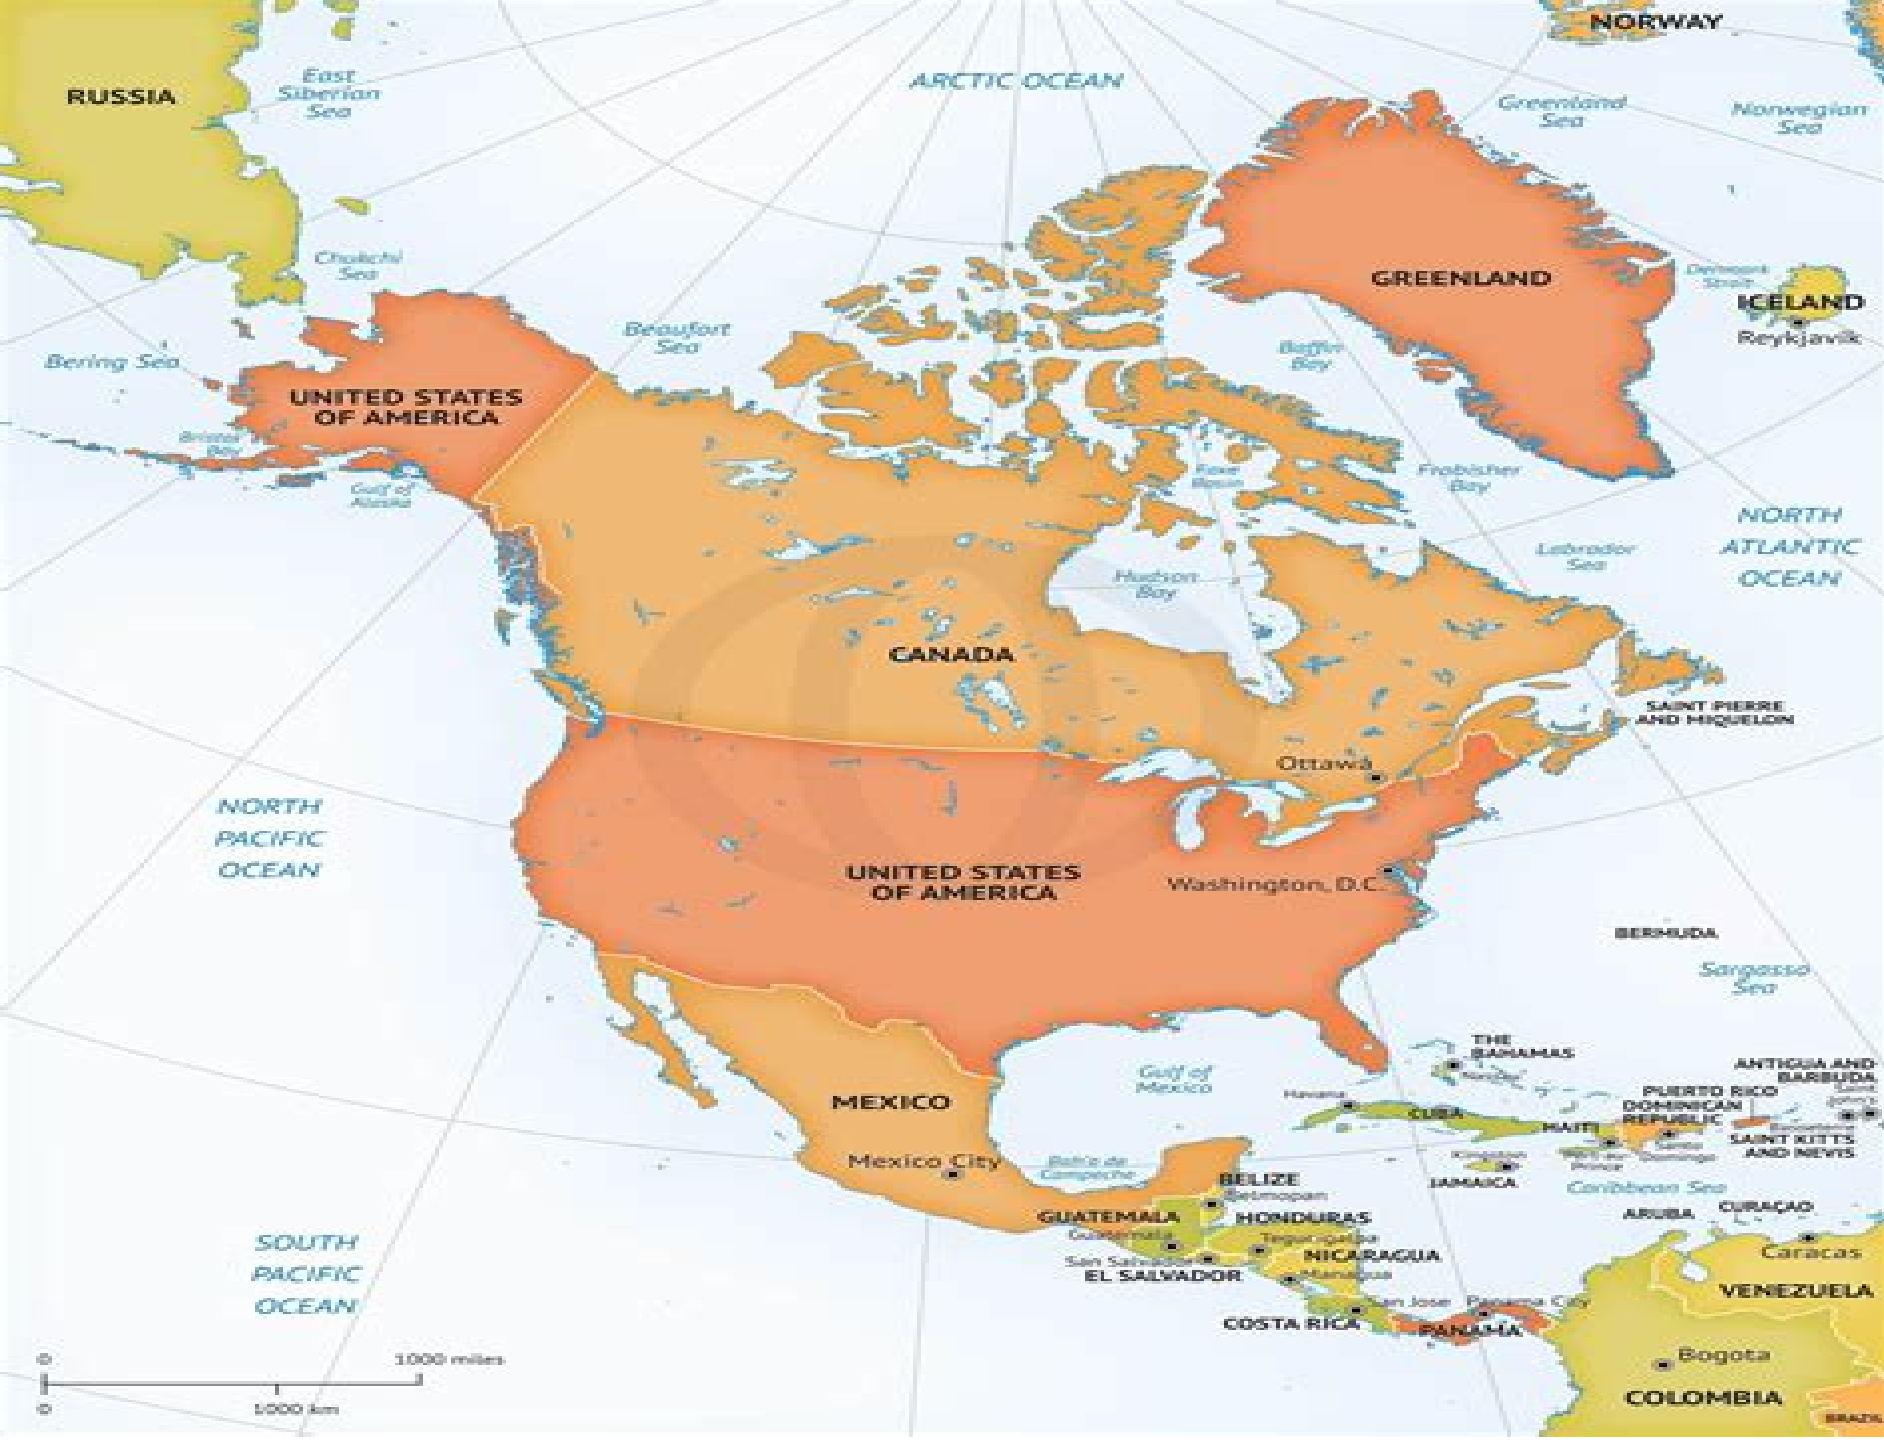 NORWAY
RUSSIA
East
Siberian
Sea
ARCTIC OCEAN
Greenland
Sea
Norwegian
Sea
Chukchi
Sea
GREENLAND
Denmark
Strait
ICELAND
Reykjavik
Beaufort
Sea
Bering Sea
Baffin
Bay
UNITED STATES
OF AMERICA
Bristol
Bay
Gulf of
Alaska
Foxe
Basin
Frobisher
Bay
NORTH
ATLANTIC
OCEAN
Labrador
Sea
Hudson
Bay
CANADA
SAINT PIERRE
AND MIQUELON
Ottawa
NORTH
PACIFIC
OCEAN
UNITED STATES
OF AMERICA
Washington, D.C.
BERMUDA
Sargasso
Sea
THE
BAHAMAS
Gulf of
Mexico
ANTIGUA AND
BARBUDA
Havana
PUERTO RICO
DOMINICAN
REPUBLIC
CUBA
MEXICO
HAITI
SAINT KITTS
AND NEVIS
Mexico City
Kingston
Prince
Domingo
JAMAICA
Campeche
BELIZE
Belmopan
Caribbean Sea
CURAÇAO
ARUBA
GUATEMALA
HONDURAS
Guatemala
Tegucigalpa
Caracas
San Salvador
NICARAGUA
EL SALVADOR
Managua
VENEZUELA
SOUTH
PACIFIC
OCEAN
San Jose
Panama City
COSTA RICA
PANAMA
Bogota
COLOMBIA
BRAZIL
0
1000 miles
0
1000 km